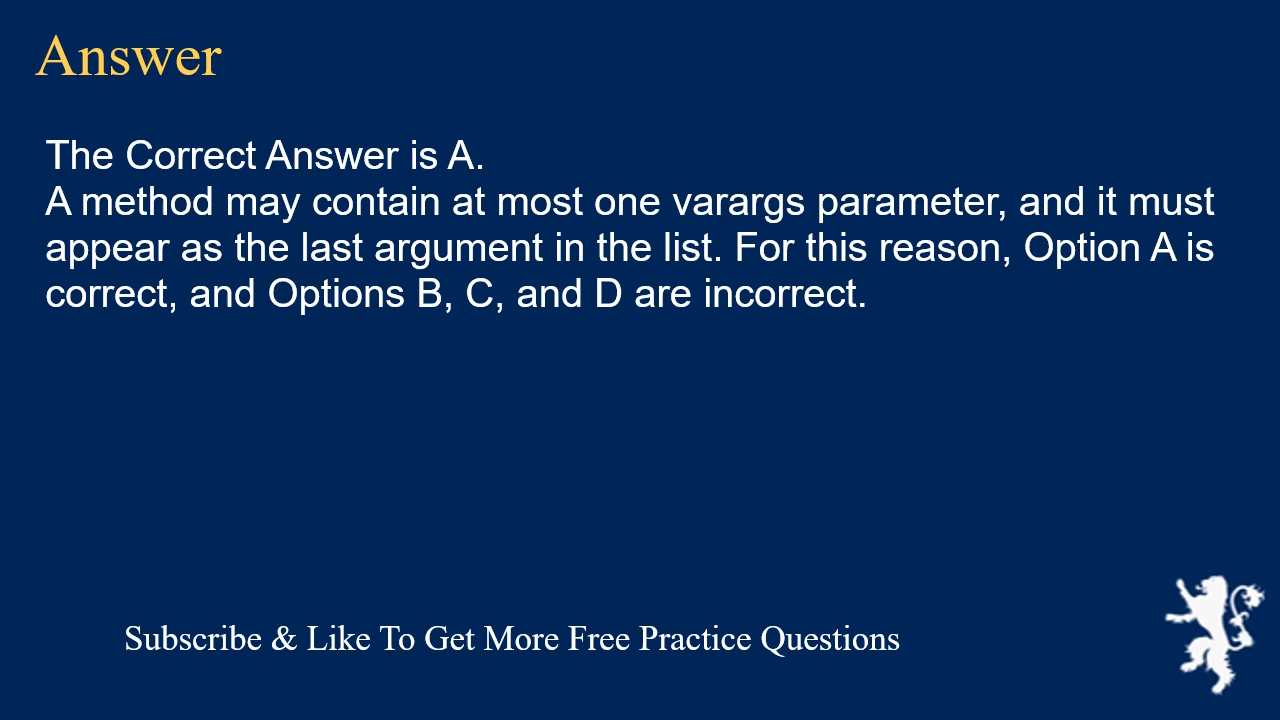 Answer
The Correct Answer is A.
A method may contain at most one varargs parameter, and it must
appear as the last argument in the list. For this reason, Option A is
correct, and Options B, C, and D are incorrect.
Subscribe & Like To Get More Free Practice Questions